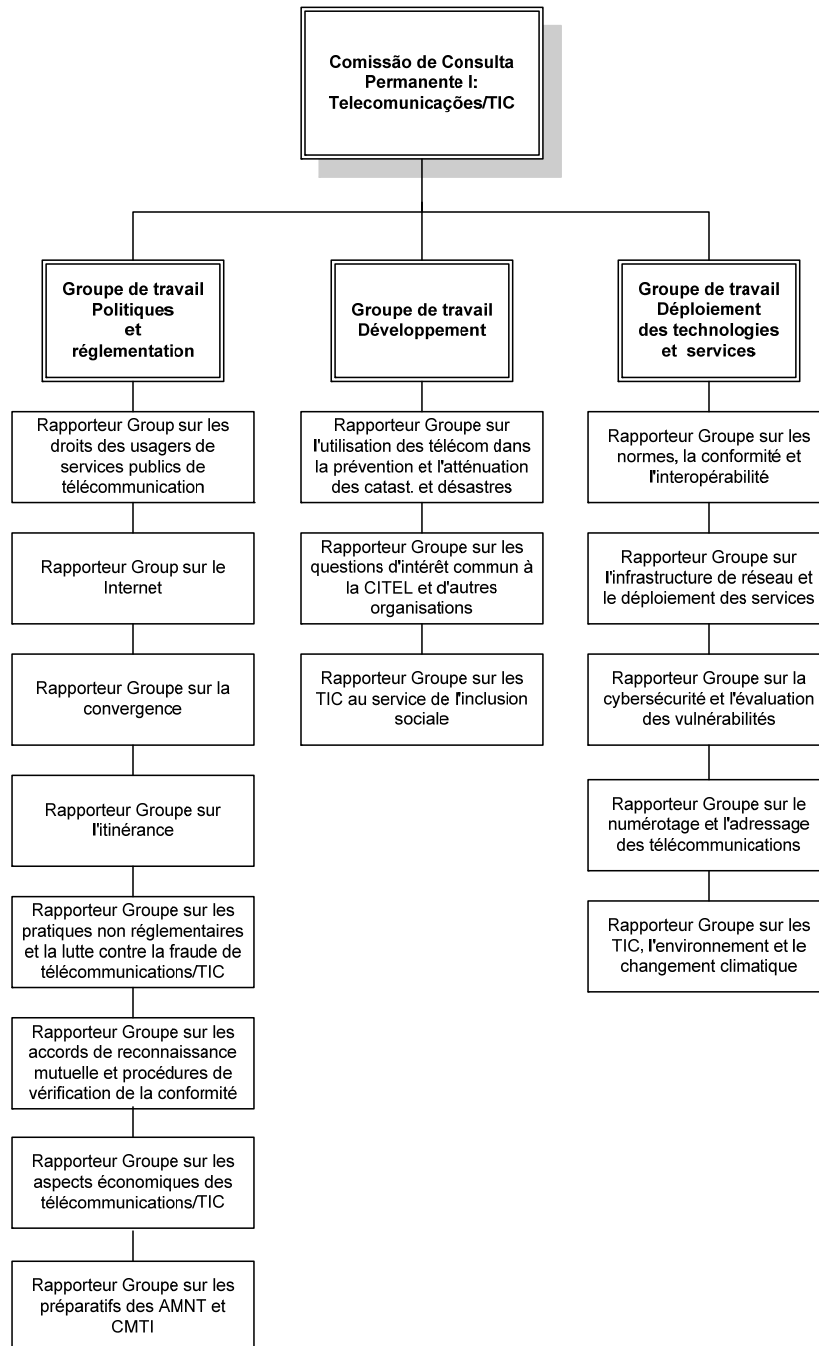 Comissão de Consulta
Permanente I:
Telecomunicações/TIC
Groupe de travail
Politiques
et
réglementation
Rapporteur Group sur les
droits des usagers de
services publics de
télécommunication
Rapporteur Group sur le
Internet
Rapporteur Groupe sur la
convergence
Rapporteur Groupe sur
l'itinérance
Rapporteur Groupe sur les
pratiques non réglementaires
et la lutte contre la fraude de
télécommunications/TIC
Rapporteur Groupe sur les
accords de reconnaissance
mutuelle et procédures de
vérification de la conformité
Rapporteur Groupe sur les
aspects économiques des
télécommunications/TIC
Rapporteur Groupe sur les
préparatifs des AMNT et
CMTI
Groupe de travail
Développement
Rapporteur Groupe sur
l'utilisation des télécom dans
la prévention et l'atténuation
des catast. et désastres
Rapporteur Groupe sur les
questions d'intérêt commun à
la CITEL et d'autres
organisations
Rapporteur Groupe sur les
TIC au service de l'inclusion
sociale
Groupe de travail
Déploiement
des technologies
et services
Rapporteur Groupe sur les
normes, la conformité et
l'interopérabilité
Rapporteur Groupe sur
l'infrastructure de réseau et
le déploiement des services
Rapporteur Groupe sur la
cybersécurité et l'évaluation
des vulnérabilités
Rapporteur Groupe sur le
numérotage et l'adressage
des télécommunications
Rapporteur Groupe sur les
TIC, l'environnement et le
changement climatique